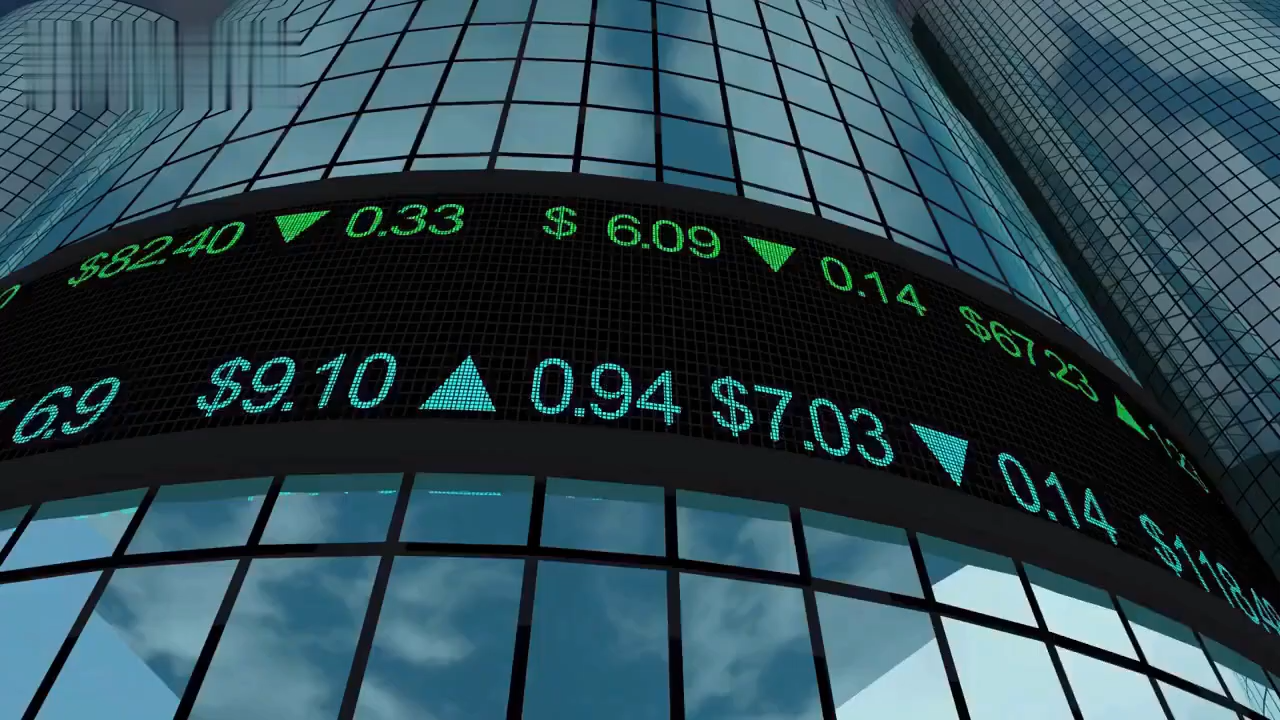 $82.40 ▼ 0.33 $ 6.09 ▼ 0.14 $67.23 ▲
6.9 $9.10 ▲ 0.94 $7.03 ▼ 0.14